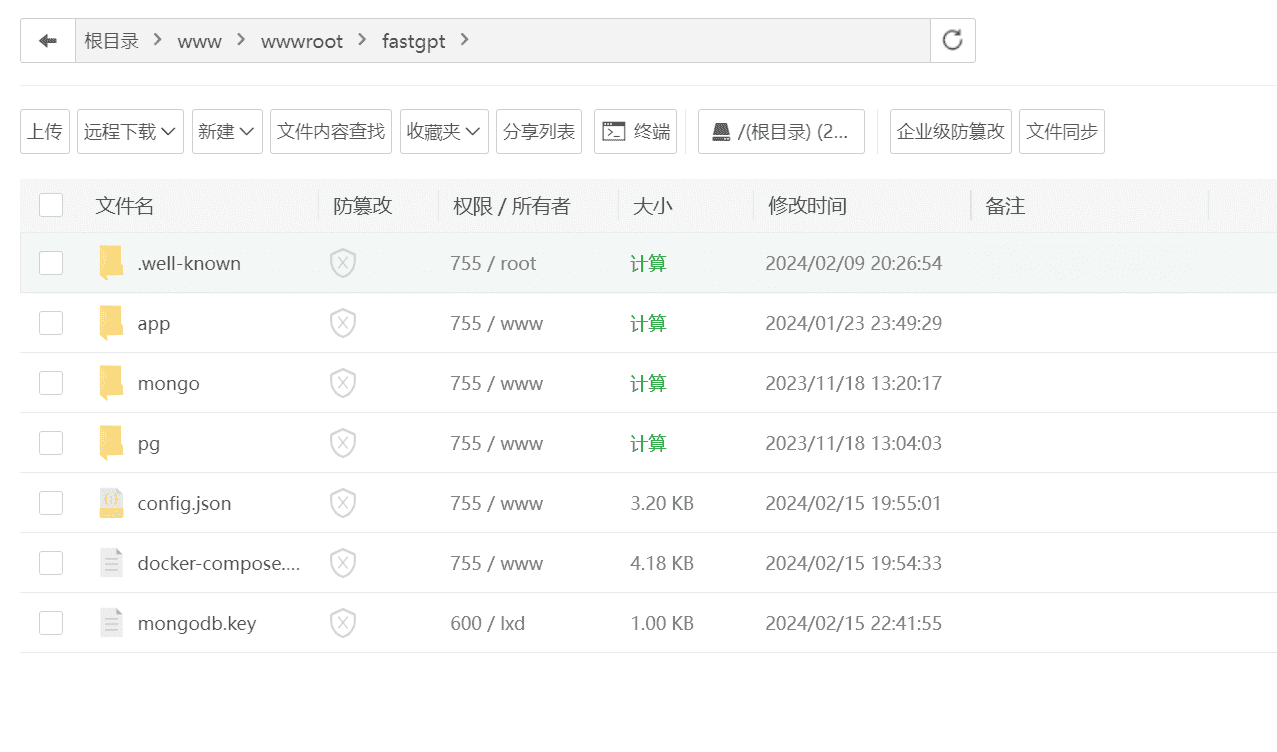 根目录 > www > wwwroot > fastgpt >
上传 远程下载 新建 文件内容查找 收藏夹 分享列表 终端 /(根目录) (2... 企业级防篡改 文件同步
文件名 防篡改 权限 / 所有者 大小 修改时间 备注
.well-known 755 / root 计算 2024/02/09 20:26:54
app 755 / www 计算 2024/01/23 23:49:29
mongo 755 / www 计算 2023/11/18 13:20:17
pg 755 / www 计算 2023/11/18 13:04:03
config.json 755 / www 3.20 KB 2024/02/15 19:55:01
docker-compose.... 755 / www 4.18 KB 2024/02/15 19:54:33
mongodb.key 600 / lxd 1.00 KB 2024/02/15 22:41:55